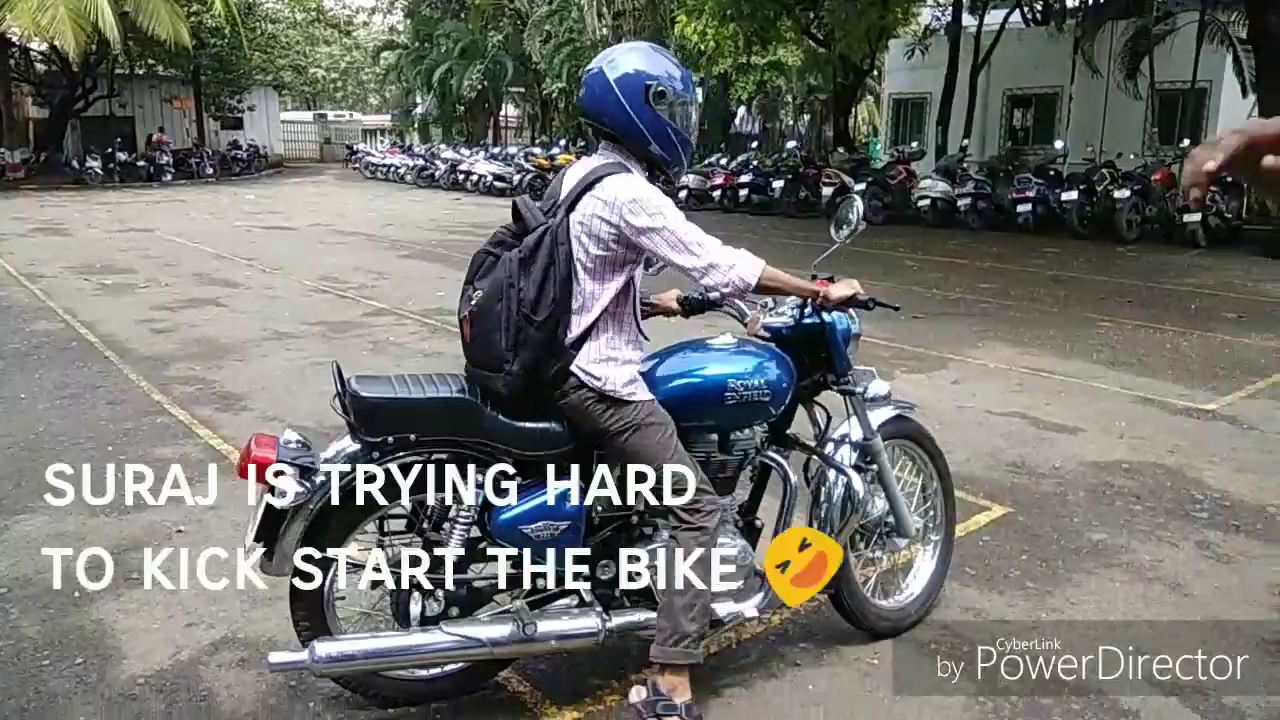 ROYAL
ENFIELD
SURAJ IS TRYING HARD
TO KICK START THE BIKE 🤣
CyberLink
by PowerDirector